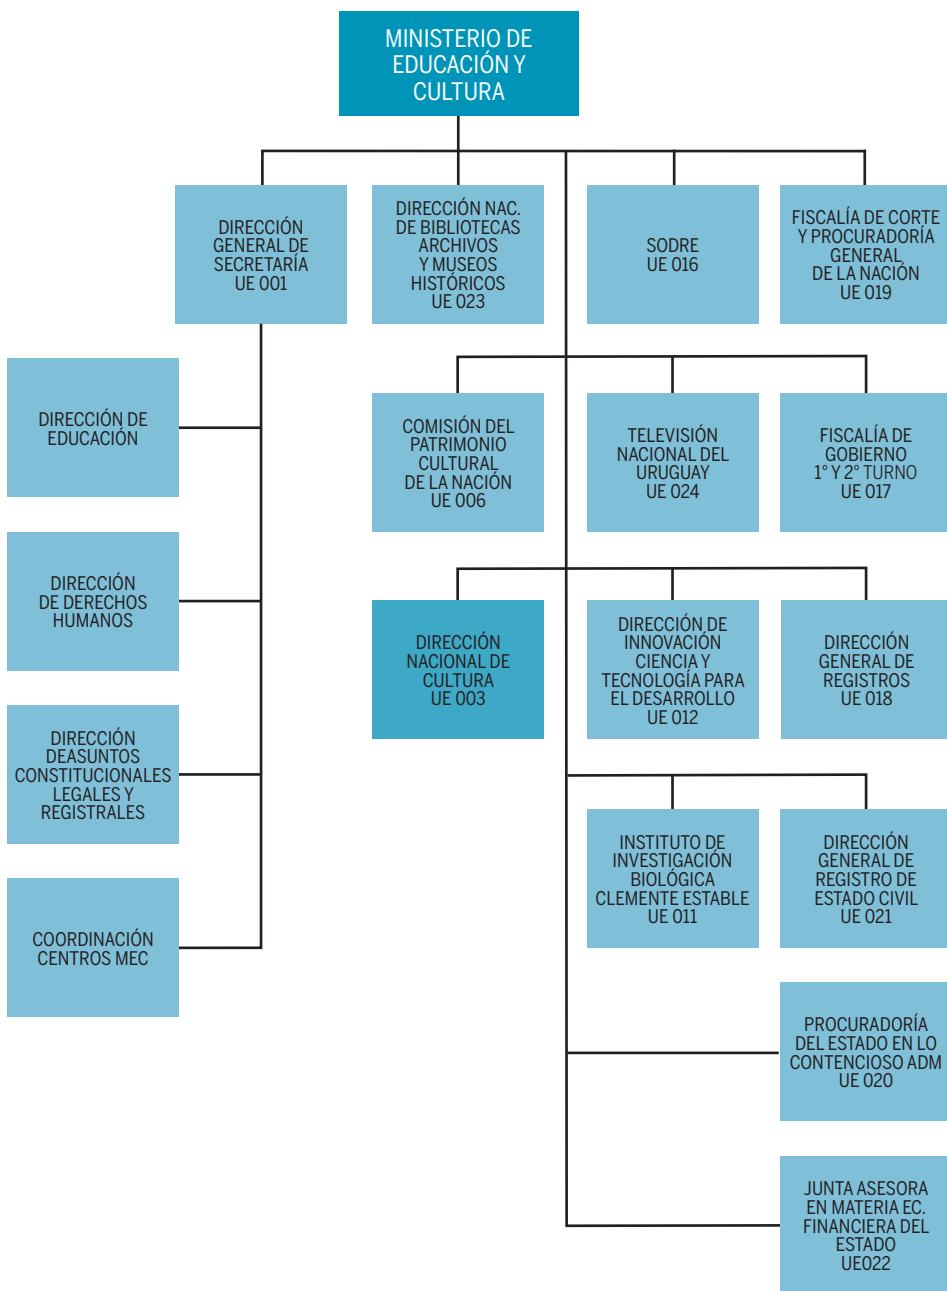 MINISTERIO DE
EDUCACIÓN Y
CULTURA
DIRECCIÓN
GENERAL DE
SECRETARÍA
UE 001
DIRECCIÓN NAC.
DE BIBLIOTECAS
ARCHIVOS
Y MUSEOS
HISTÓRICOS
UE 023
SODRE
UE 016
FISCALÍA DE CORTE
Y PROCURADORÍA
GENERAL
DE LA NACIÓN
UE 019
DIRECCIÓN DE
EDUCACIÓN
COMISIÓN DEL
PATRIMONIO
CULTURAL
DE LA NACIÓN
UE 006
TELEVISIÓN
NACIONAL DEL
URUGUAY
UE 024
FISCALÍA DE
GOBIERNO
1° Y 2° TURNO
UE 017
DIRECCIÓN
DE DERECHOS
HUMANOS
DIRECCIÓN
NACIONAL DE
CULTURA
UE 003
DIRECCIÓN DE
INNOVACIÓN
CIENCIA Y
TECNOLOGÍA PARA
EL DESARROLLO
UE 012
DIRECCIÓN
GENERAL DE
REGISTROS
UE 018
DIRECCIÓN
DEASUNTOS
CONSTITUCIONALES
LEGALES Y
REGISTRALES
INSTITUTO DE
INVESTIGACIÓN
BIOLÓGICA
CLEMENTE ESTABLE
UE 011
DIRECCIÓN
GENERAL DE
REGISTRO DE
ESTADO CIVIL
UE 021
COORDINACIÓN
CENTROS MEC
PROCURADORÍA
DEL ESTADO EN LO
CONTENCIOSO ADM
UE 020
JUNTA ASESORA
EN MATERIA EC.
FINANCIERA DEL
ESTADO
UE022